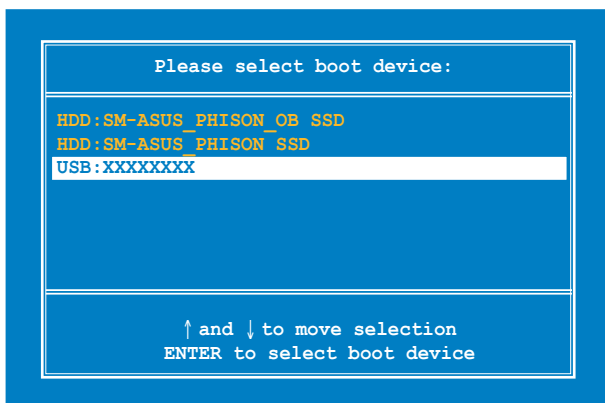 Please select boot device:
HDD:SM-ASUS_PHISON_OB SSD
HDD:SM-ASUS_PHISON SSD
USB:XXXXXXXX
↑ and ↓ to move selection
ENTER to select boot device